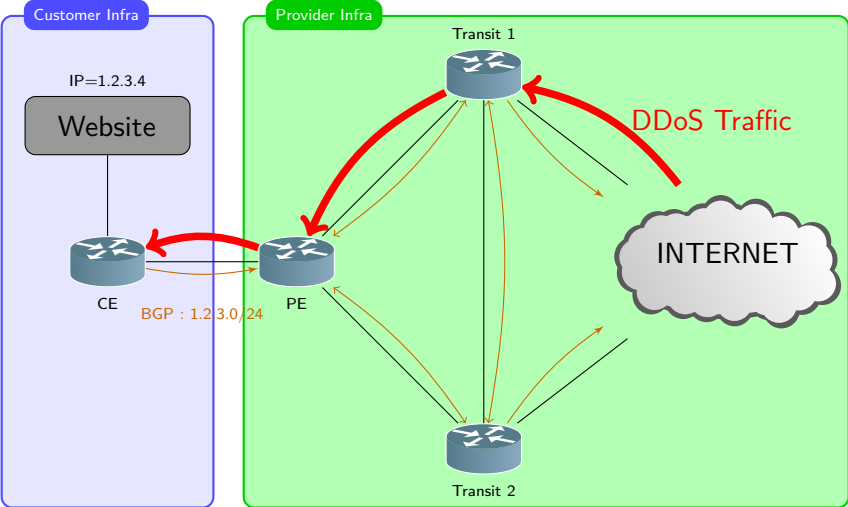 Customer Infra
Provider Infra
Transit 1
IP=1.2.3.4
Website
DDoS Traffic
INTERNET
CE
PE
BGP : 1.2.3.0/24
Transit 2